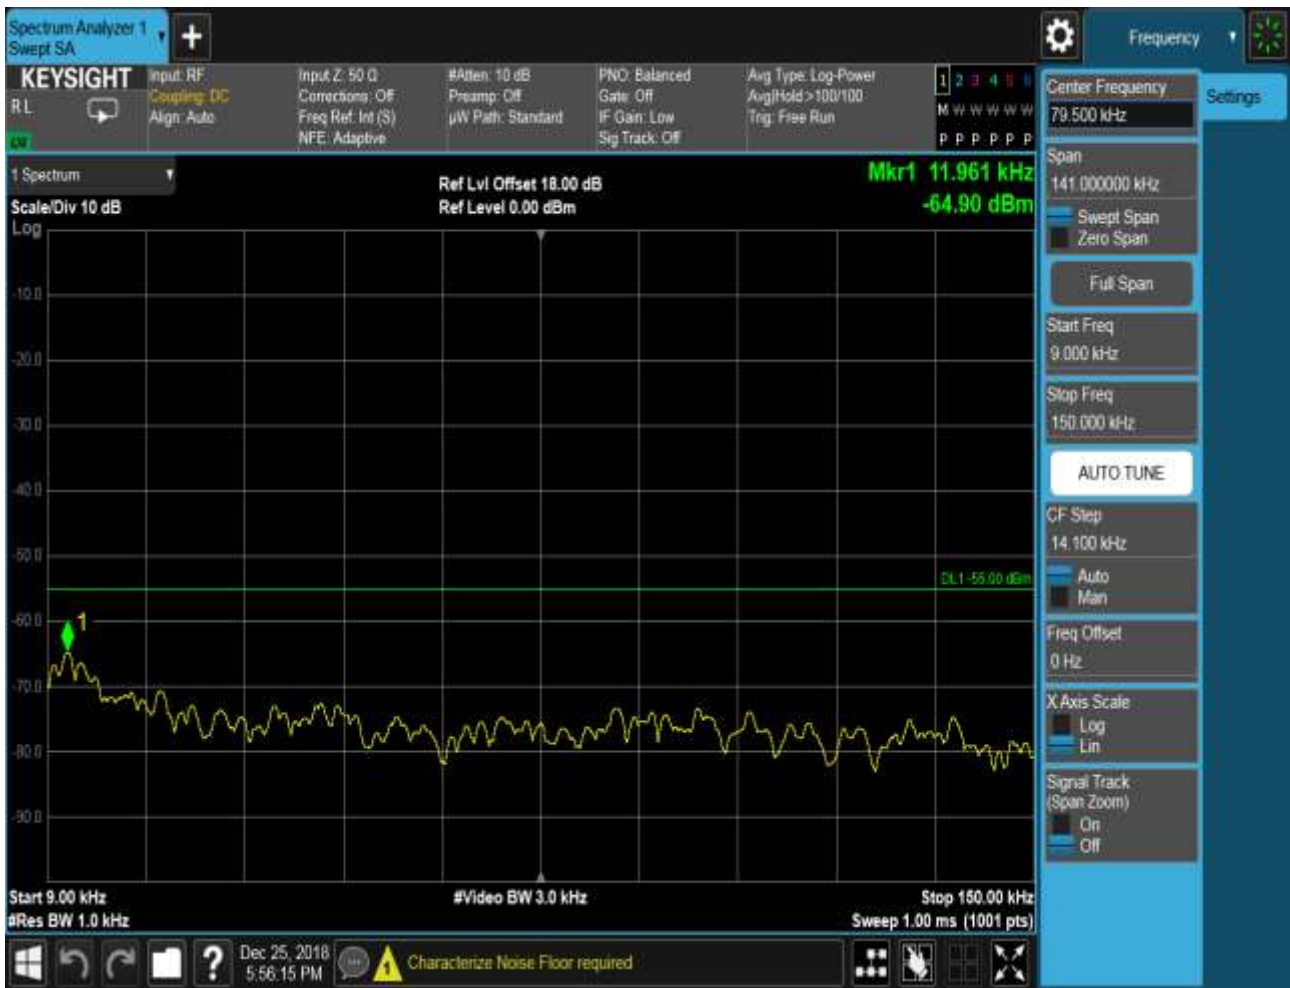 Spectrum Analyzer 1
Swept SA
Frequency
KEYSIGHT
R L
Input: RF
Coupling: DC
Align: Auto
Input Z: 50 Ω
Corrections: Off
Freq Ref: Int (S)
NFE: Adaptive
#Atten: 10 dB
Preamp: Off
µW Path: Standard
PNO: Balanced
Gate: Off
IF Gain: Low
Sig Track: Off
Avg Type: Log-Power
Avg|Hold >100/100
Trig: Free Run
1 2 3 4 5 6
M W W W W W
P P P P P P
1 Spectrum
Scale/Div 10 dB
Log
Ref Lvl Offset 18.00 dB
Ref Level 0.00 dBm
Mkr1 11.961 kHz
-64.90 dBm
-10.0
-20.0
-30.0
-40.0
-50.0
DL1 -55.00 dBm
-60.0
1
-70.0
-80.0
-90.0
Start 9.00 kHz
#Video BW 3.0 kHz
Stop 150.00 kHz
#Res BW 1.0 kHz
Sweep 1.00 ms (1001 pts)
Center Frequency
79.500 kHz
Settings
Span
141.000000 kHz
Swept Span
Zero Span
Full Span
Start Freq
9.000 kHz
Stop Freq
150.000 kHz
AUTO TUNE
CF Step
14.100 kHz
Auto
Man
Freq Offset
0 Hz
X Axis Scale
Log
Lin
Signal Track
(Span Zoom)
On
Off
?
Dec 25, 2018
5:56:15 PM
1
Characterize Noise Floor required